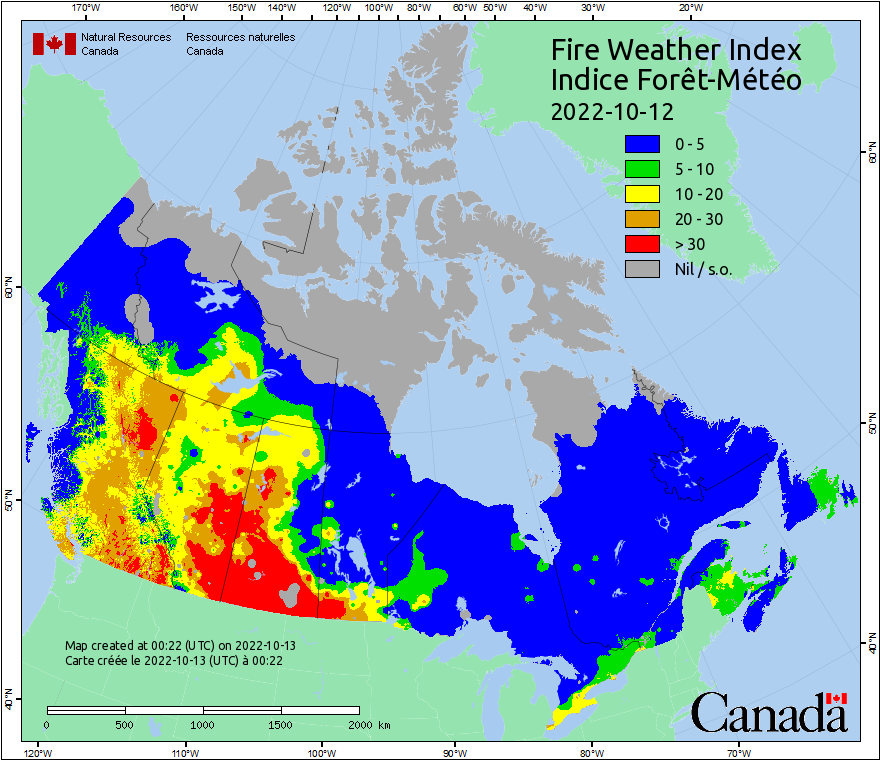 170°W 160°W 150°W 140°W 130°W 120°W 110°W 100°W 90°W 80°W 70°W 60°W 50°W 40°W 30°W 20°W
Natural Resources Ressources naturelles
Canada Canada
Fire Weather Index
Indice Forêt-Météo
2022-10-12
0 - 5
5 - 10
10 - 20
20 - 30
> 30
Nil / s.o.
60°N
60°N
50°N
50°N
40°N
40°N
Map created at 00:22 (UTC) on 2022-10-13
Carte créée le 2022-10-13 (UTC) à 00:22
0 500 1000 1500 2000 km
Canada
120°W 110°W 100°W 90°W 80°W 70°W